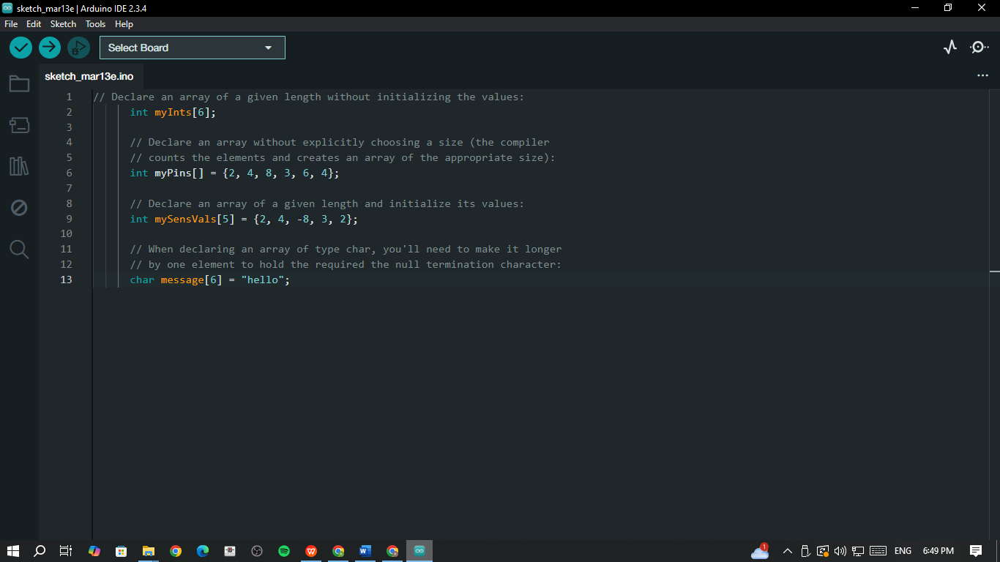 sketch_mar13e | Arduino IDE 2.3.4
File Edit Sketch Tools Help
Select Board
sketch_mar13e.ino
1 // Declare an array of a given length without initializing the values:
2 int myInts[6];
3
4 // Declare an array without explicitly choosing a size (the compiler
5 // counts the elements and creates an array of the appropriate size):
6 int myPins[] = {2, 4, 8, 3, 6, 4};
7
8 // Declare an array of a given length and initialize its values:
9 int mySensVals[5] = {2, 4, -8, 3, 2};
10
11 // When declaring an array of type char, you'll need to make it longer
12 // by one element to hold the required the null termination character:
13 char message[6] = "hello";
1
ENG 6:49 PM